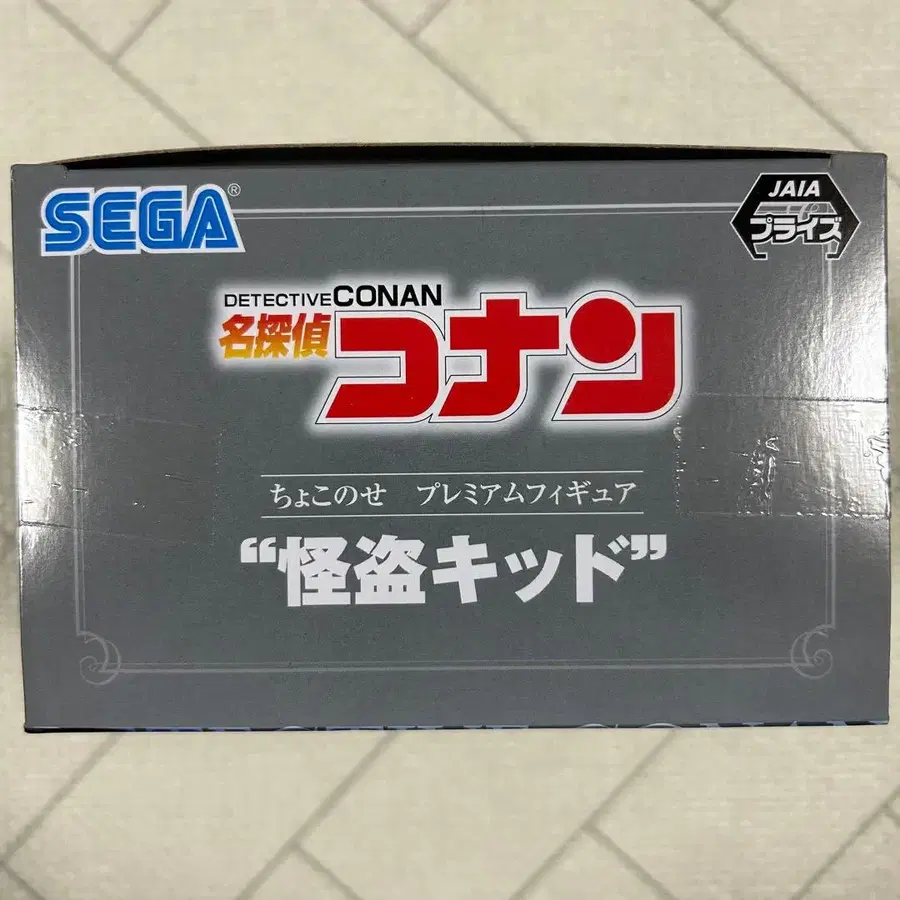 SEGA®
JAIA
プライズ
DETECTIVE CONAN
名探偵 コナン
ちょこのせ プレミアムフィギュア
“怪盗キッド”